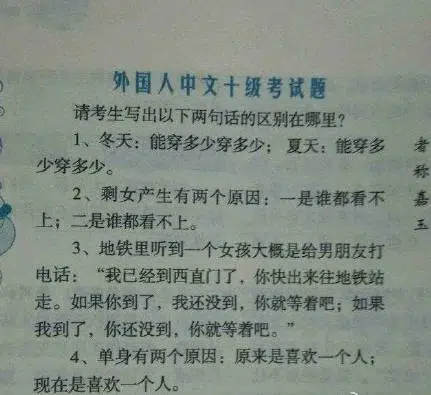 外国人中文十级考试题
请考生写出以下两句话的区别在哪里?
1、冬天：能穿多少穿多少； 夏天：能穿多
少穿多少。
2、剩女产生有两个原因：一是谁都看不
上；二是谁都看不上。
3、地铁里听到一个女孩大概是给男朋友打
电话：“我已经到西直门了，你快出来往地铁站
走。如果你到了，我还没到，你就等着吧；如果
我到了，你还没到，你就等着吧。”
4、单身有两个原因：原来是喜欢一个人；
现在是喜欢一个人。
者
称
嘉
王